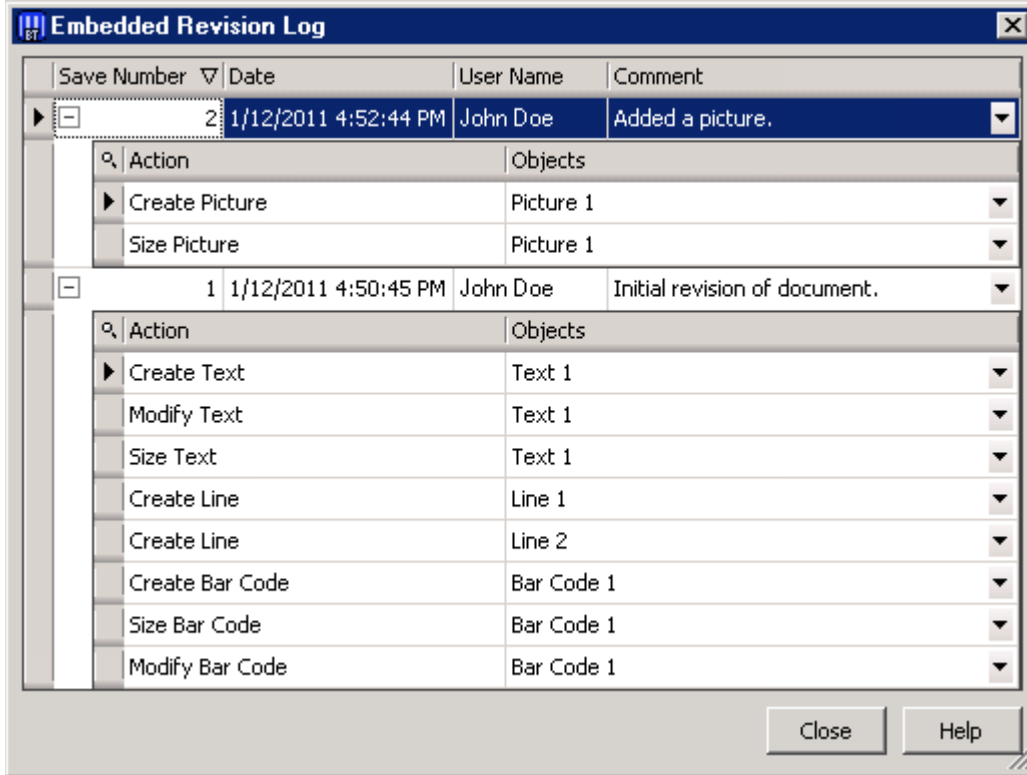 BT Embedded Revision Log
Save Number Date User Name Comment
2 1/12/2011 4:52:44 PM John Doe Added a picture.
Action Objects
Create Picture Picture 1
Size Picture Picture 1
1 1/12/2011 4:50:45 PM John Doe Initial revision of document.
Action Objects
Create Text Text 1
Modify Text Text 1
Size Text Text 1
Create Line Line 1
Create Line Line 2
Create Bar Code Bar Code 1
Size Bar Code Bar Code 1
Modify Bar Code Bar Code 1
Close Help